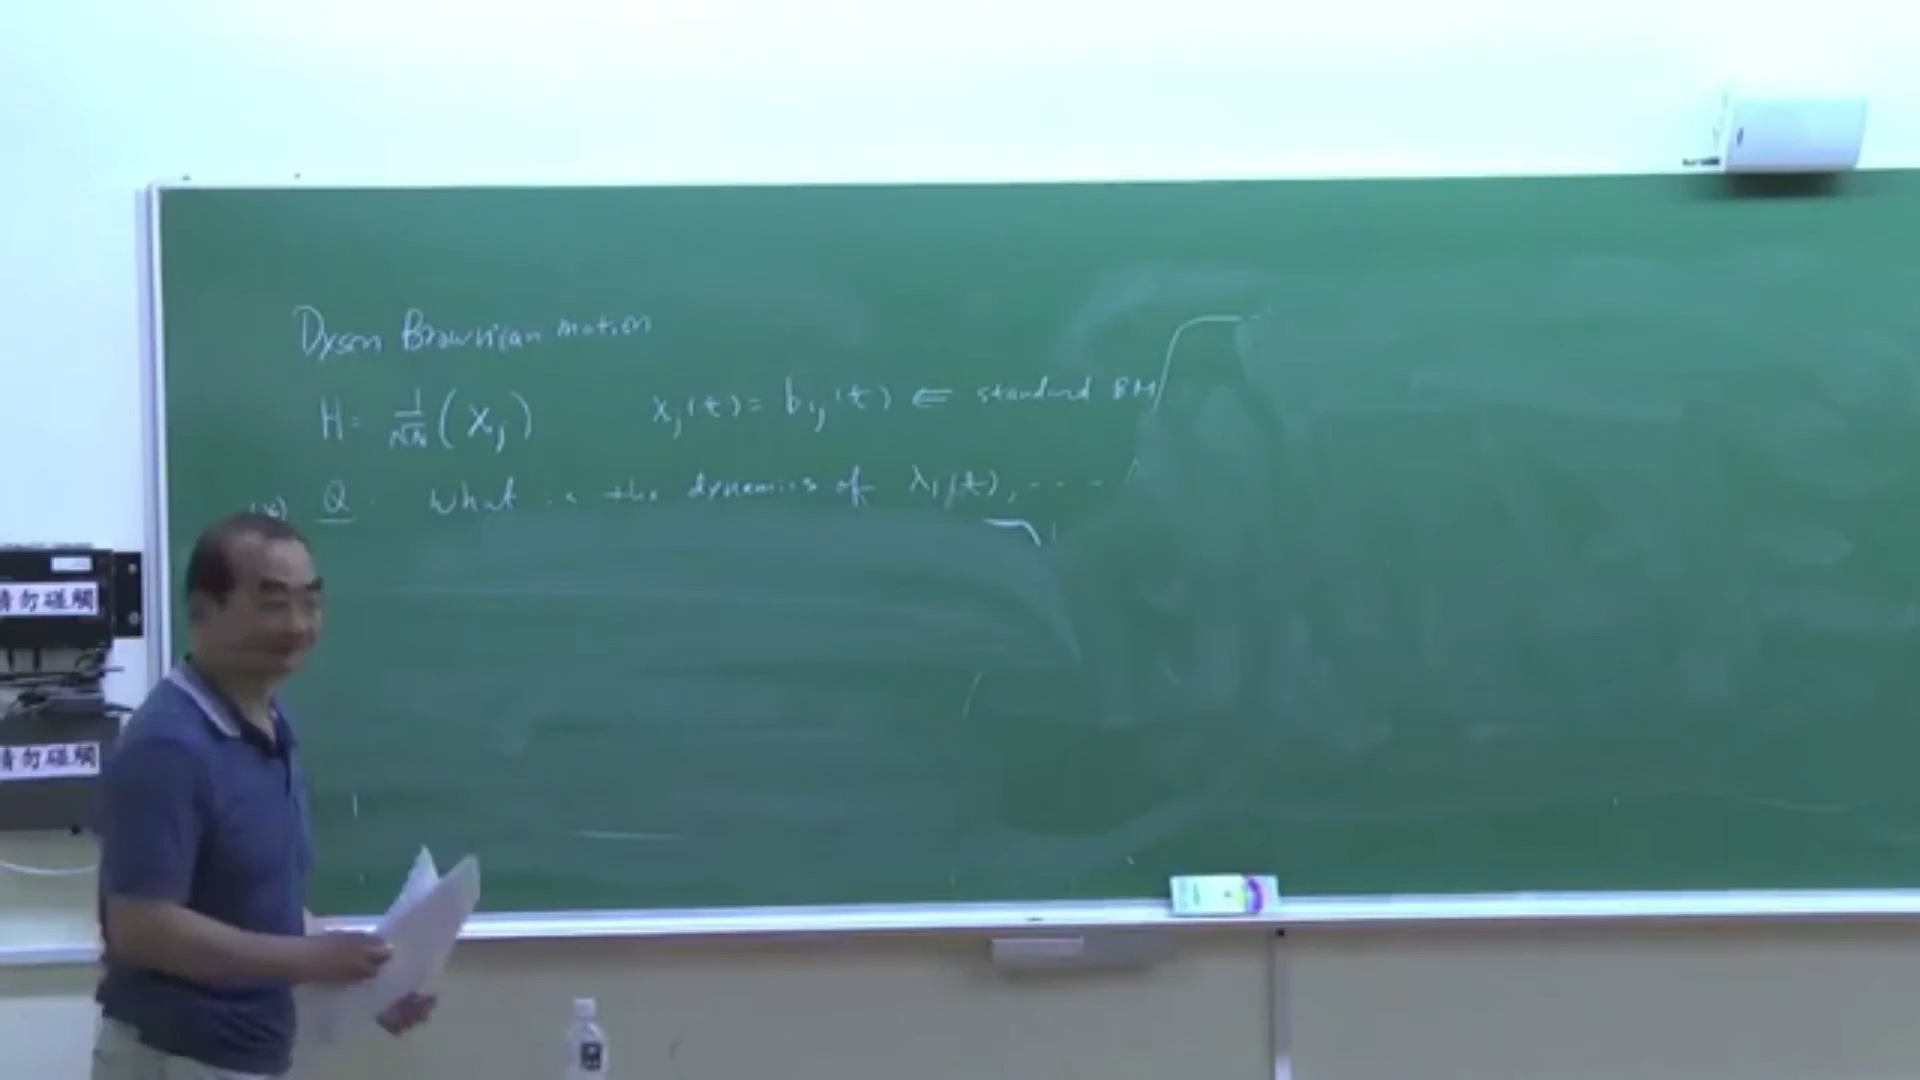 Dyson Brownian motion
H = 1/√N ( X_ij )    X_ij(t) = b_ij(t) ⇐ standard BM
(*) Q. What is the dynamics of λ_1(t), ----
請勿碰觸
請勿碰觸